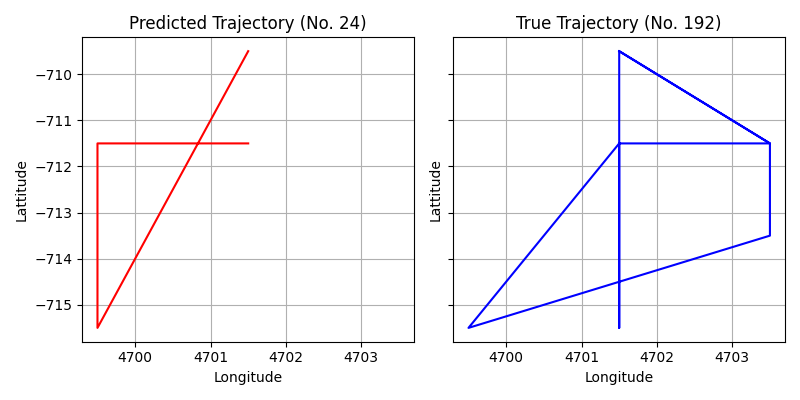 Predicted Trajectory (No. 24)
True Trajectory (No. 192)
−710
−711
−712
−713
−714
−715
Lattitude
Lattitude
4700 4701 4702 4703
4700 4701 4702 4703
Longitude
Longitude